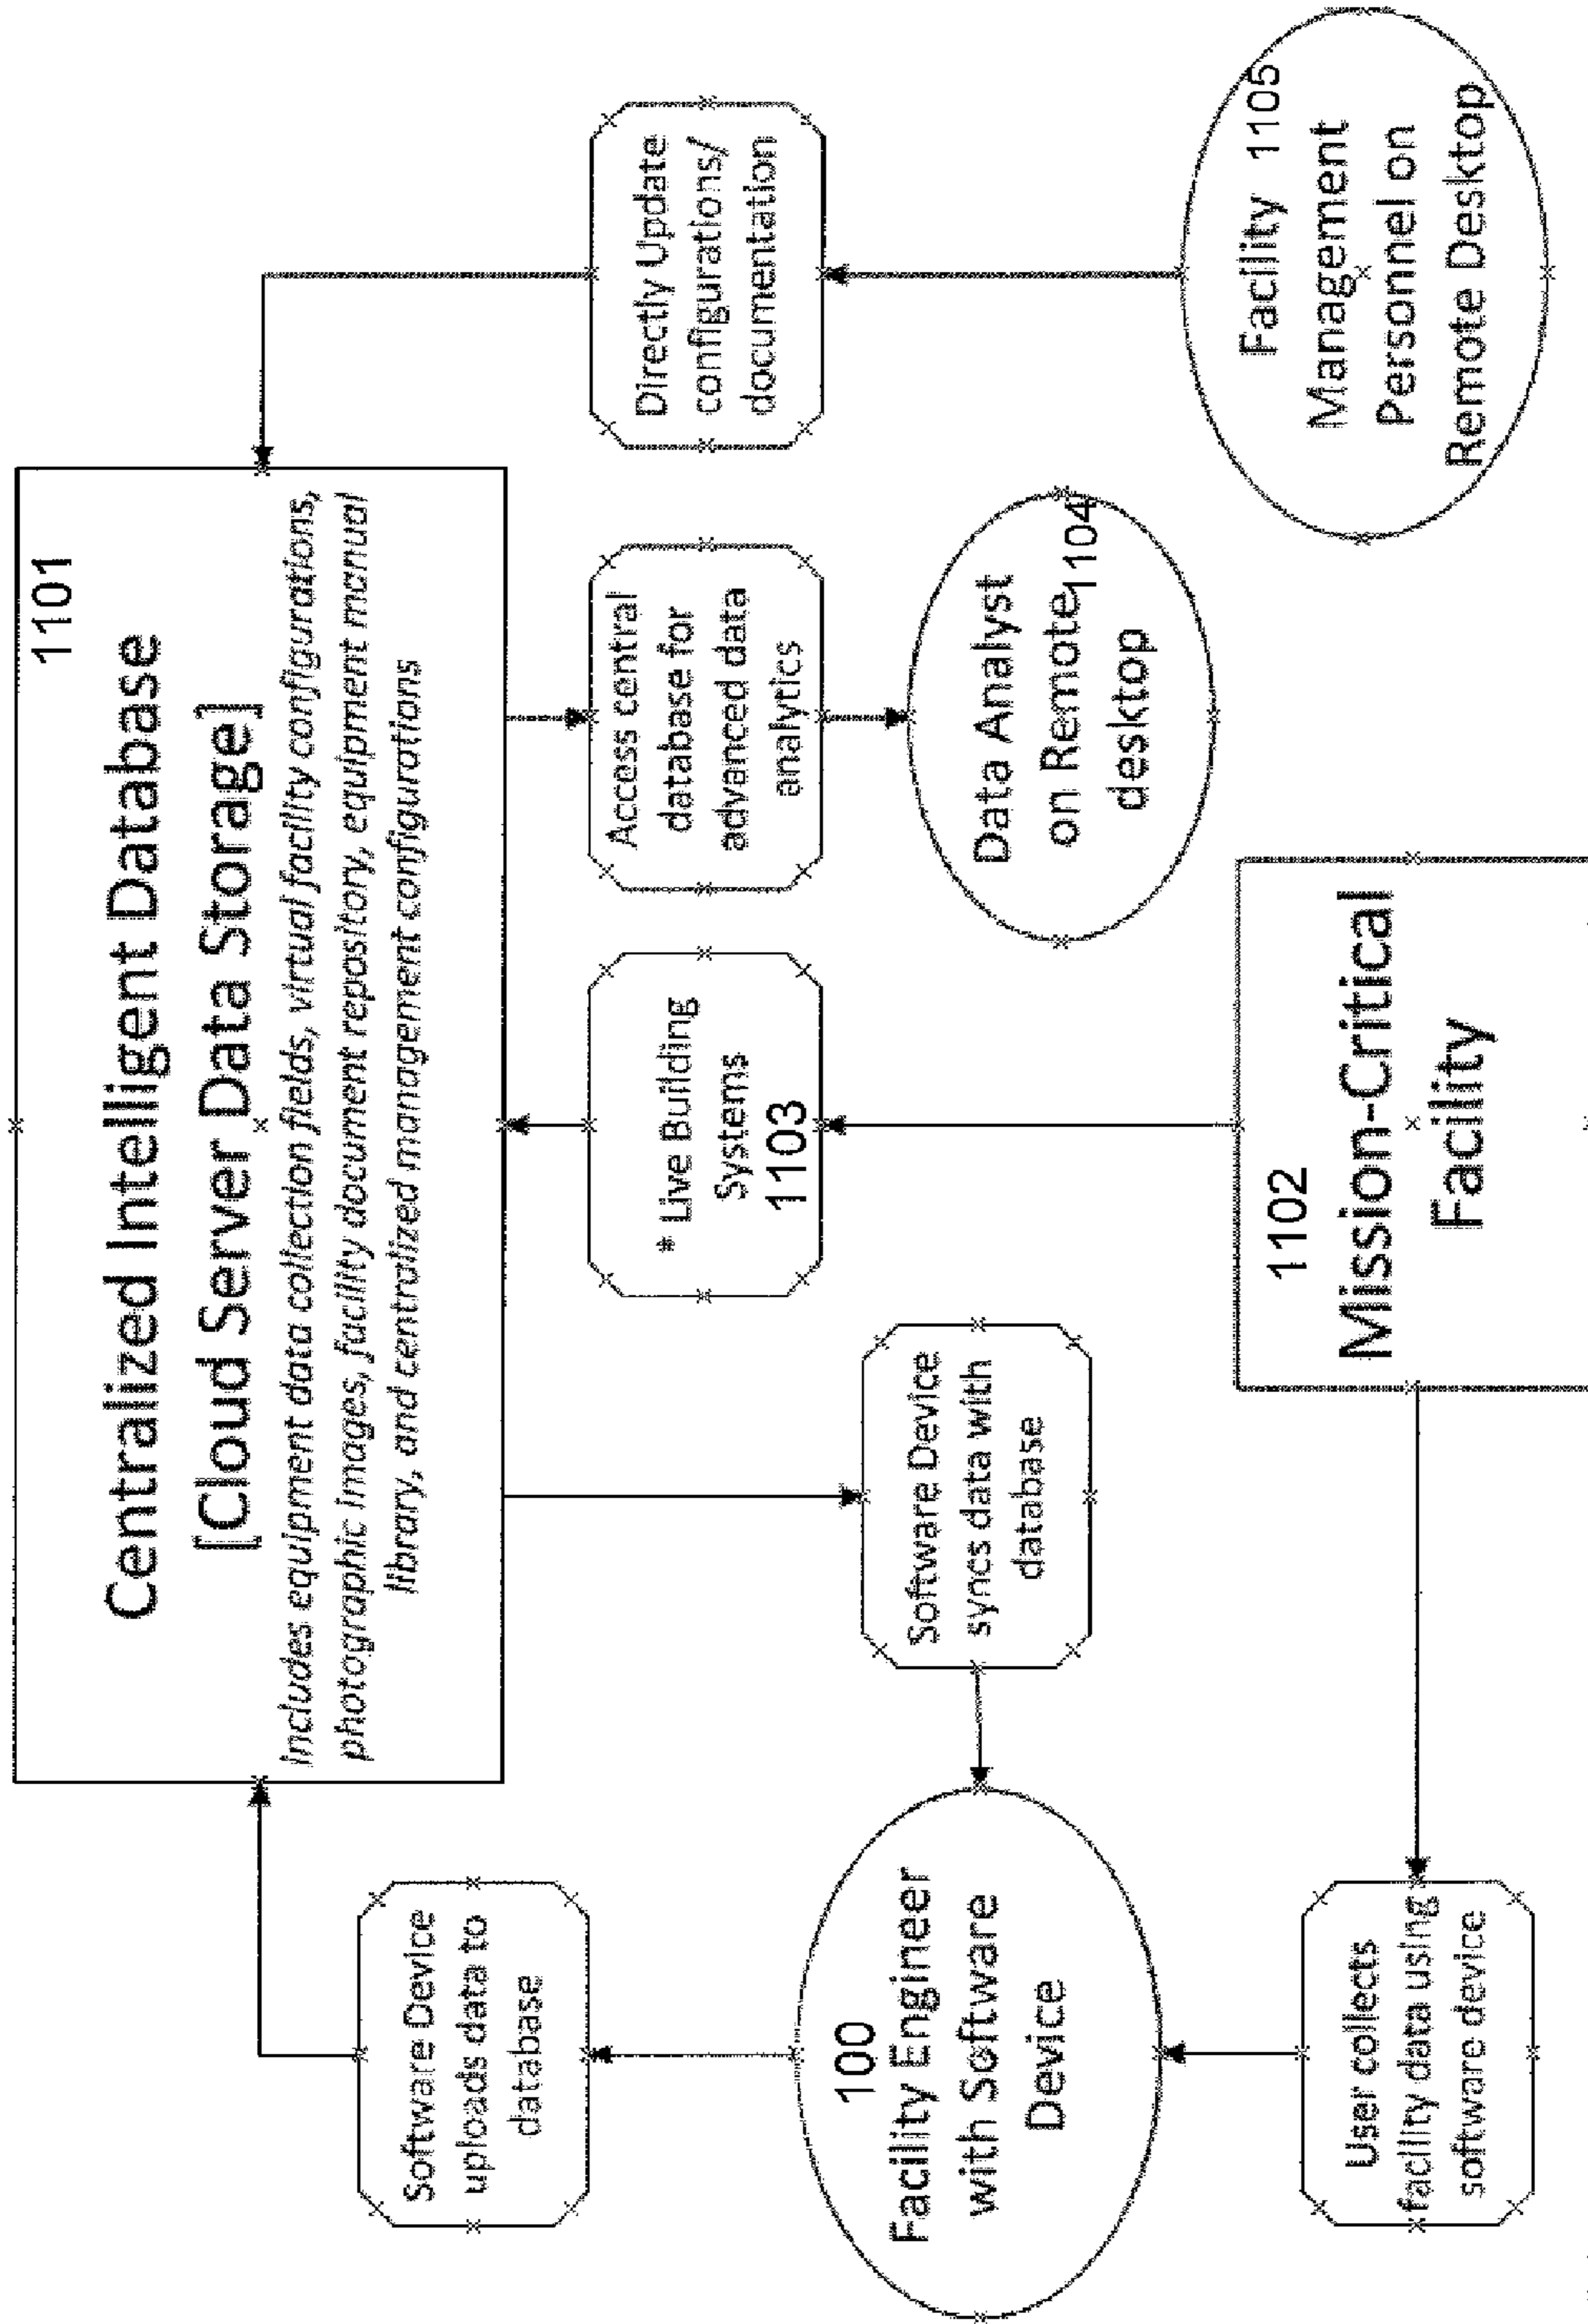 1101
Centralized Intelligent Database
[Cloud Server Data Storage]
Includes equipment data collection fields, virtual facility configurations,
photographic images, facility document repository, equipment manual
library, and centralized management configurations
Software Device
uploads data to
database
* Live Building
Systems
1103
Access central
database for
advanced data
analytics
Directly Update
configurations/
documentation
100
Facility Engineer
with Software
Device
Software Device
syncs data with
database
Data Analyst
on Remote 1104
desktop
User collects
facility data using
software device
1102
Mission-Critical
Facility
Facility 1105
Management
Personnel on
Remote Desktop